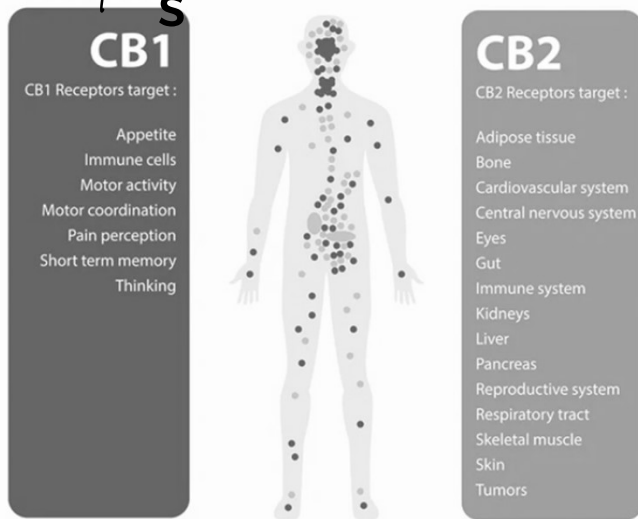 S
CB1
CB1 Receptors target :
Appetite
Immune cells
Motor activity
Motor coordination
Pain perception
Short term memory
Thinking
CB2
CB2 Receptors target :
Adipose tissue
Bone
Cardiovascular system
Central nervous system
Eyes
Gut
Immune system
Kidneys
Liver
Pancreas
Reproductive system
Respiratory tract
Skeletal muscle
Skin
Tumors